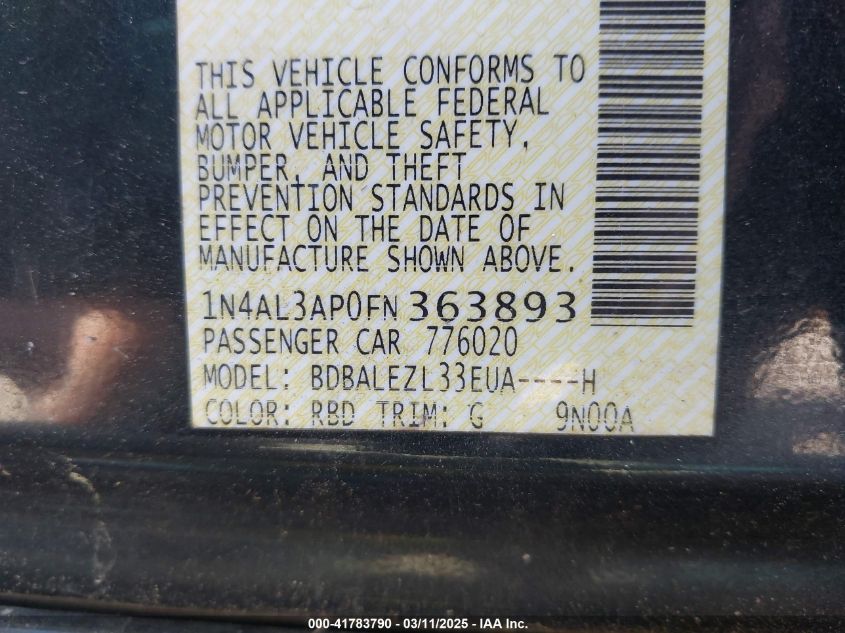 THIS VEHICLE CONFORMS TO
ALL APPLICABLE FEDERAL
MOTOR VEHICLE SAFETY,
BUMPER, AND THEFT
PREVENTION STANDARDS IN
EFFECT ON THE DATE OF
MANUFACTURE SHOWN ABOVE.
1N4AL3AP0FN363893
PASSENGER CAR 776020
MODEL: BDBALEZL33EUA----H
COLOR: RBD TRIM: G 9N00A
000-41783790 - 03/11/2025 - IAA Inc.